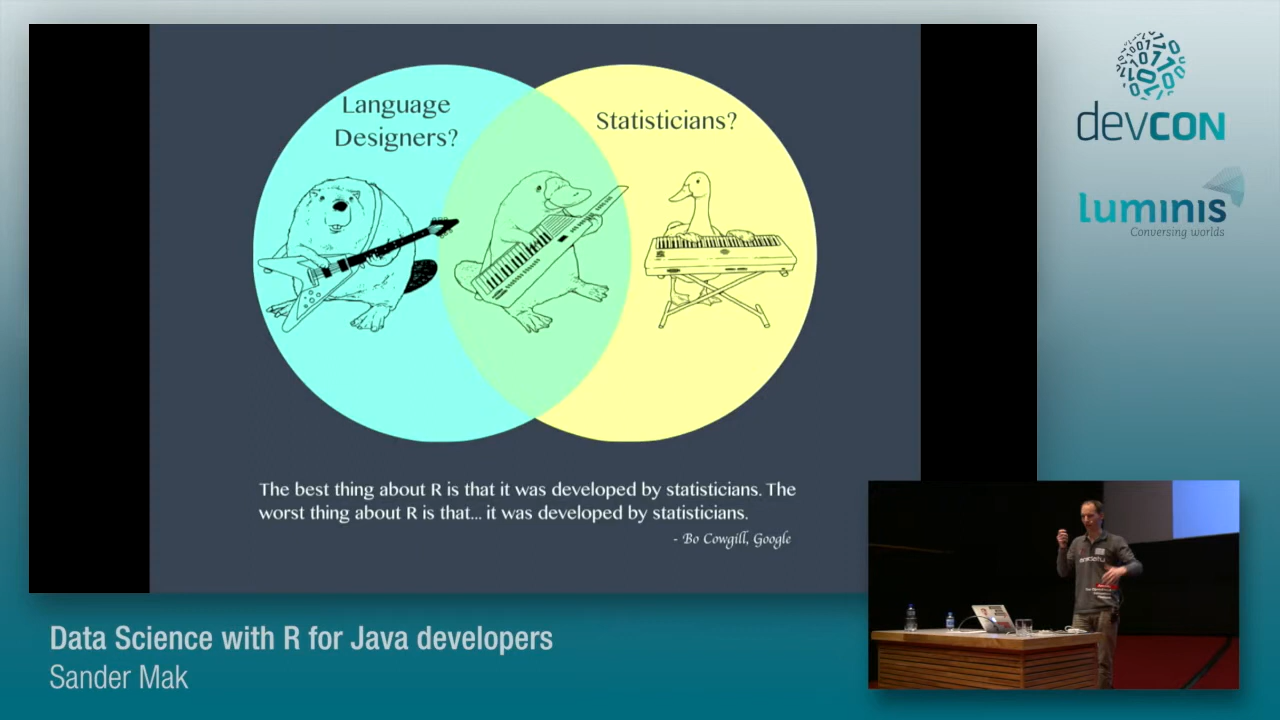 Language
Designers?
Statisticians?
The best thing about R is that it was developed by statisticians. The
worst thing about R is that... it was developed by statisticians.
- Bo Cowgill, Google
devcon
luminis
Conversing worlds
Data Science with R for Java developers
Sander Mak